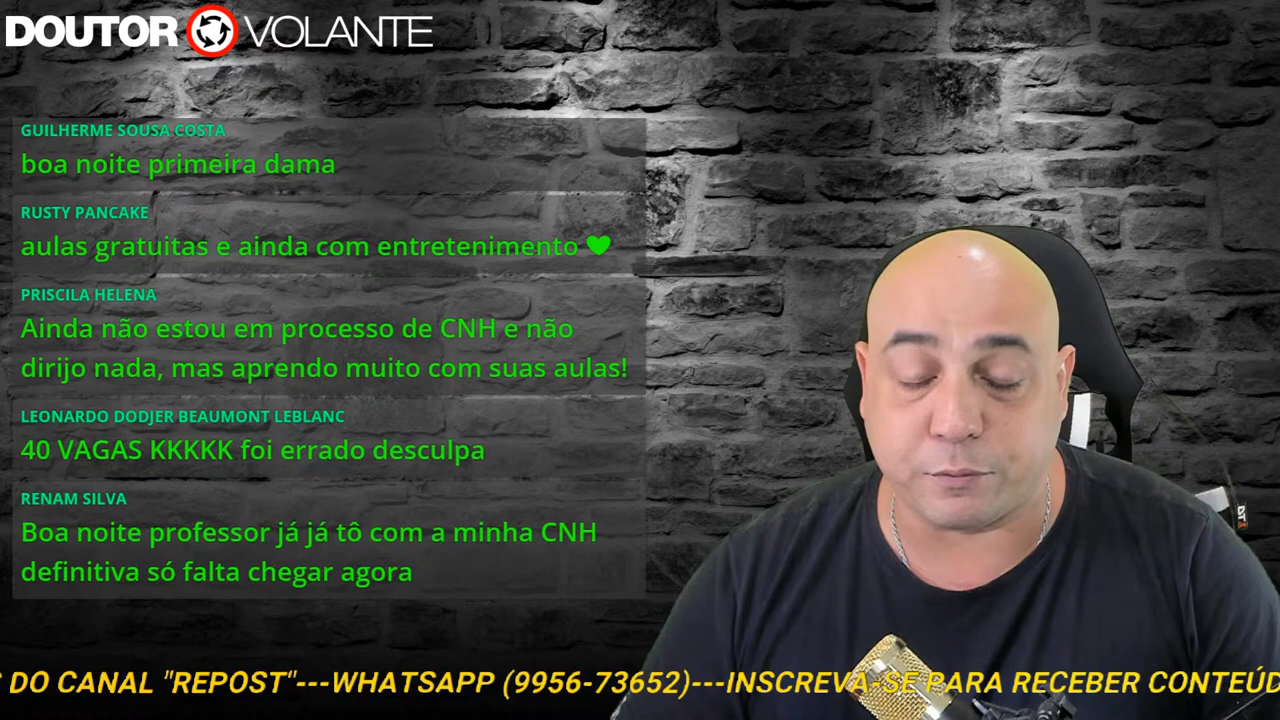 DOUTOR VOLANTE
GUILHERME SOUSA COSTA
boa noite primeira dama
RUSTY PANCAKE
aulas gratuitas e ainda com entretenimento 💚
PRISCILA HELENA
Ainda não estou em processo de CNH e não
dirijo nada, mas aprendo muito com suas aulas!
LEONARDO DODJER BEAUMONT LEBLANC
40 VAGAS KKKKK foi errado desculpa
RENAM SILVA
Boa noite professor já já tô com a minha CNH
definitiva só falta chegar agora
DT3
DO CANAL "REPOST"---WHATSAPP (9956-73652)---INSCREVA-SE PARA RECEBER CONTEÚD